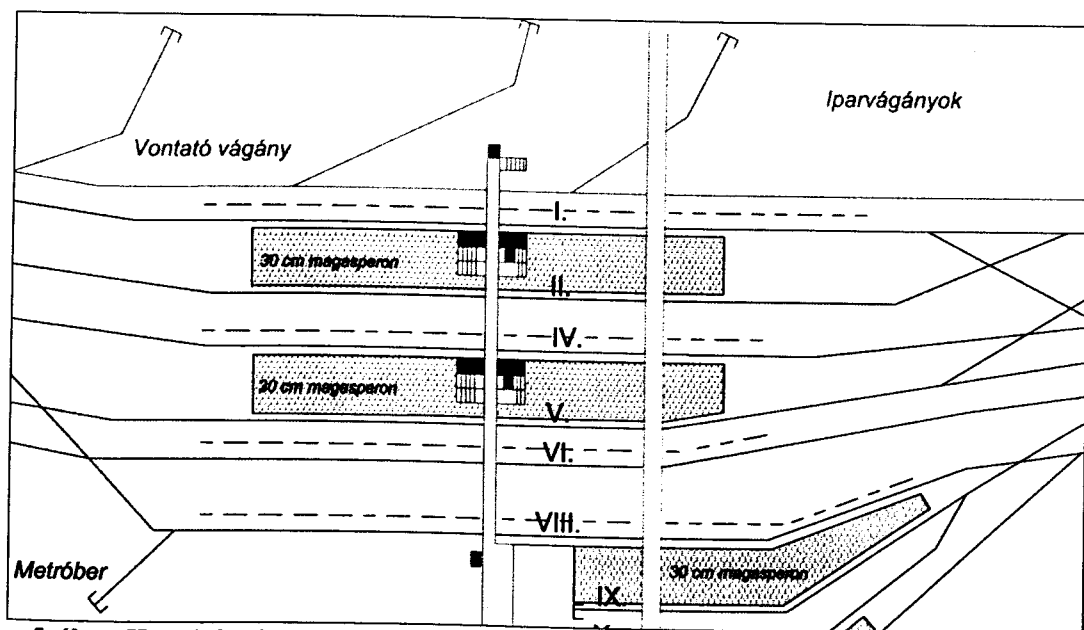 Iparvágányok
Vontató vágány
I.
30 cm magasperon
II.
IV.
30 cm magasperon
V.
VI.
VIII.
Metróber
30 cm magasperon
IX.